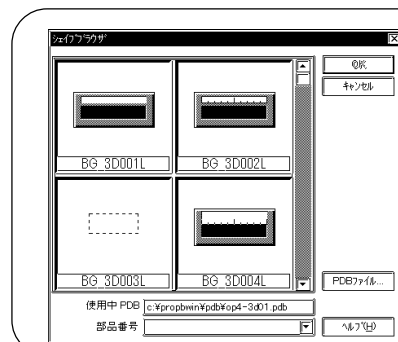 シェイプブラウザ
OK
キャンセル
BG_3D001L
BG_3D002L
BG_3D003L
BG_3D004L
PDBファイル...
使用中 PDB
c:¥propbwin¥pdb¥op4-3d01.pdb
部品番号
ヘルプ(H)